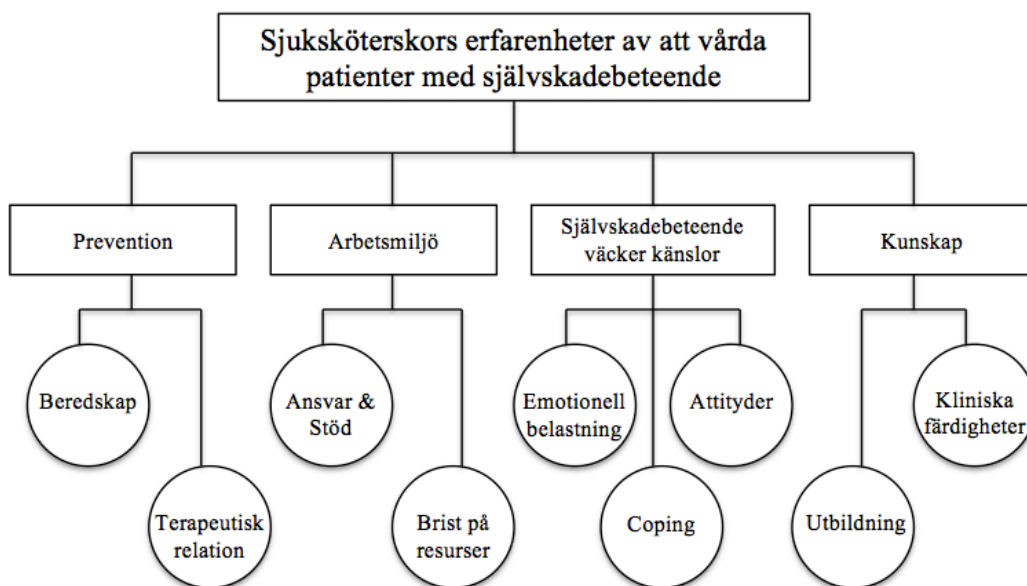 Sjuksköterskors erfarenheter av att vårda
patienter med självskadebeteende
Prevention
Arbetsmiljö
Självskadebeteende
väcker känslor
Kunskap
Beredskap
Terapeutisk
relation
Ansvar &
Stöd
Brist på
resurser
Emotionell
belastning
Coping
Attityder
Utbildning
Kliniska
färdigheter